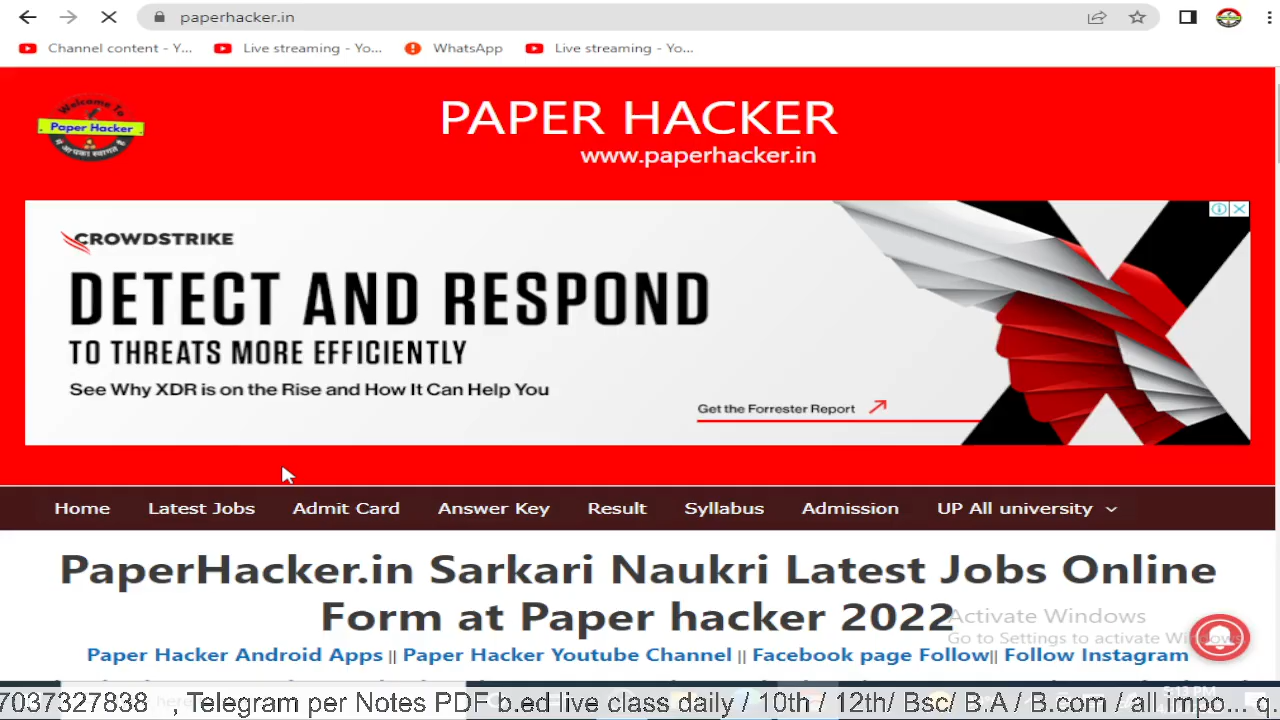 paperhacker.in
Channel content - Y...
Live streaming - Yo...
WhatsApp
Live streaming - Yo...
Welcome To
Paper Hacker
में आपका स्वागत है
PAPER HACKER
www.paperhacker.in
CROWDSTRIKE
DETECT AND RESPOND
TO THREATS MORE EFFICIENTLY
See Why XDR is on the Rise and How It Can Help You
Get the Forrester Report
Home Latest Jobs Admit Card Answer Key Result Syllabus Admission UP All university
PaperHacker.in Sarkari Naukri Latest Jobs Online
Form at Paper hacker 2022
Activate Windows
Go to Settings to activate Windows.
Paper Hacker Android Apps || Paper Hacker Youtube Channel || Facebook page Follow|| Follow Instagram
7037327838 , Telegram per Notes PDF b.ed live class daily / 10th / 12th/ Bsc/ B.A / B.com / all impo... q.